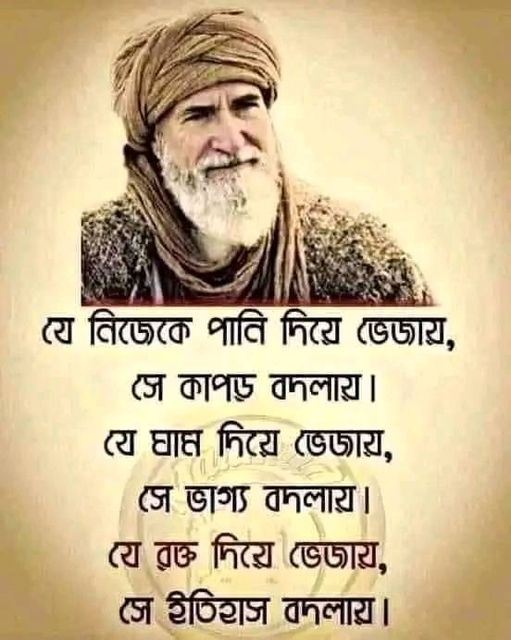 যে নিজেকে পানি দিয়ে ভেজায়,
সে কাপড় বদলায়।
যে ঘাম দিয়ে ভেজায়,
সে ভাগ্য বদলায়।
যে রক্ত দিয়ে ভেজায়,
সে ইতিহাস বদলায়।